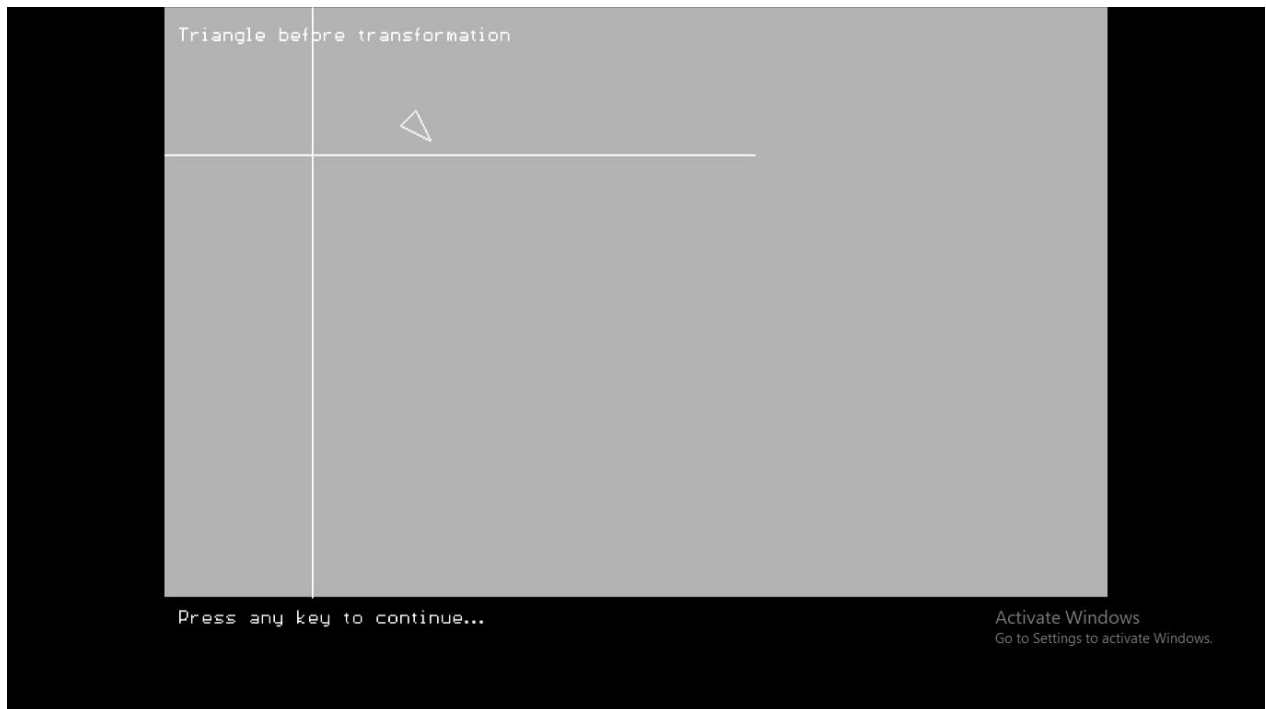 Triangle before transformation
Press any key to continue...
Activate Windows
Go to Settings to activate Windows.